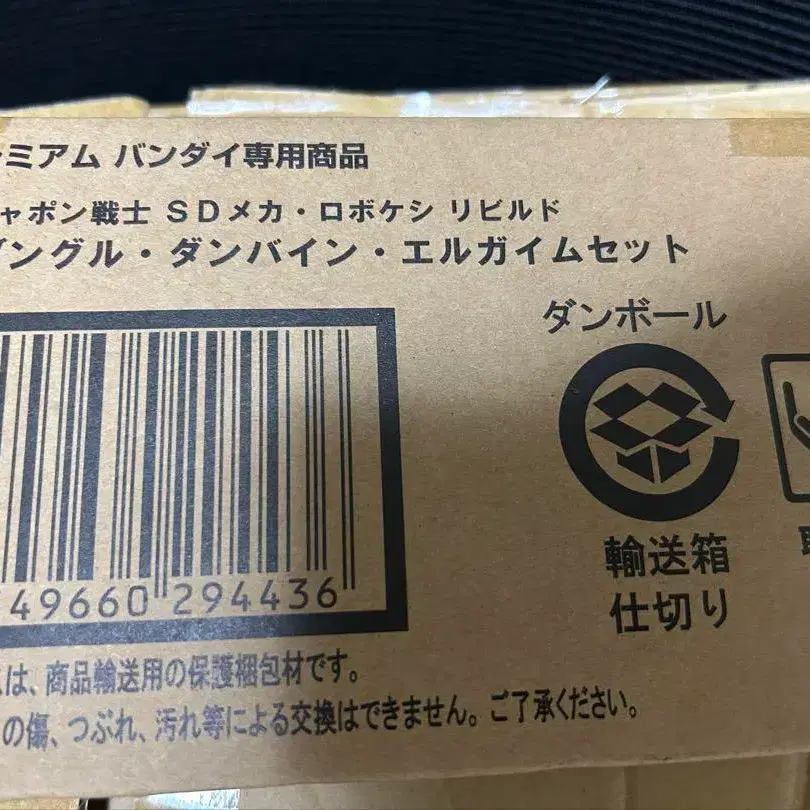 ミアム バンダイ専用商品
ャポン戦士 SDメカ・ロボケシ リビルド
ングル・ダンバイン・エルガイムセット
ダンボール
49660 294436
輸送箱
仕切り
は、商品輸送用の保護梱包材です。
の傷、つぶれ、汚れ等による交換はできません。ご了承ください。